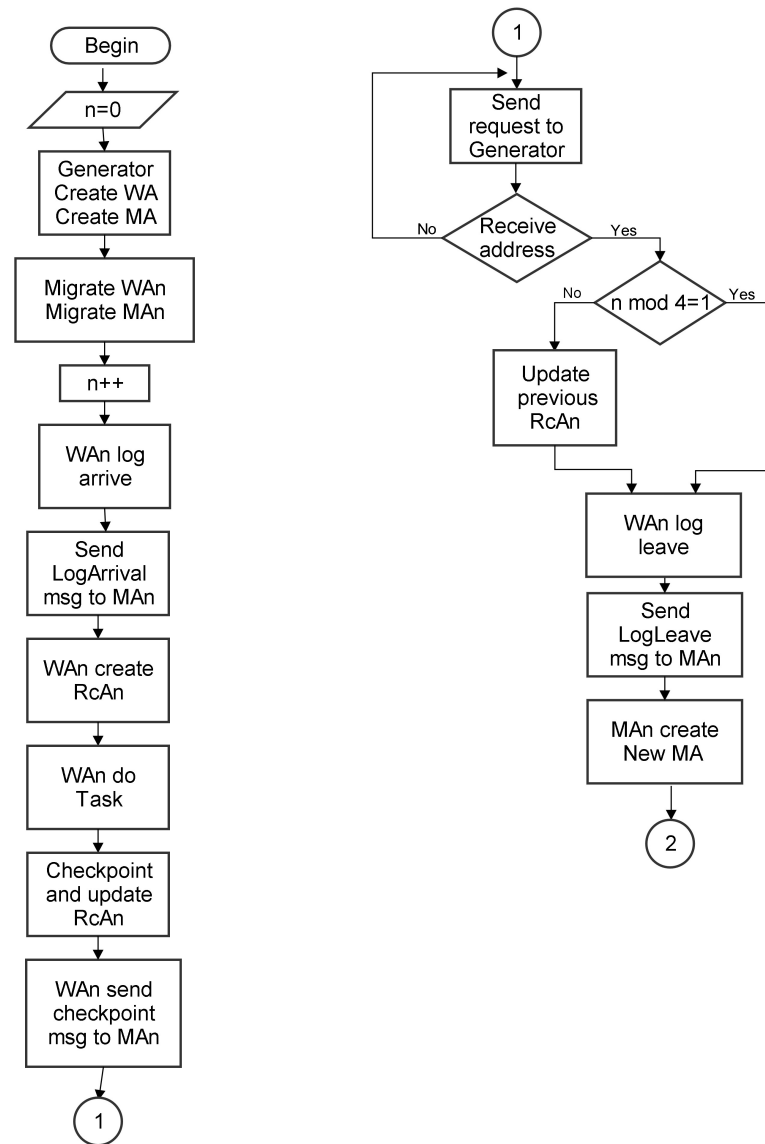 Begin
n=0
Generator
Create WA
Create MA
Migrate WAn
Migrate MAn
n++
WAn log
arrive
Send
LogArrival
msg to MAn
WAn create
RcAn
WAn do
Task
Checkpoint
and update
RcAn
WAn send
checkpoint
msg to MAn
1
1
Send
request to
Generator
Receive
address
No
Yes
n mod 4=1
No
Yes
Update
previous
RcAn
WAn log
leave
Send
LogLeave
msg to MAn
MAn create
New MA
2